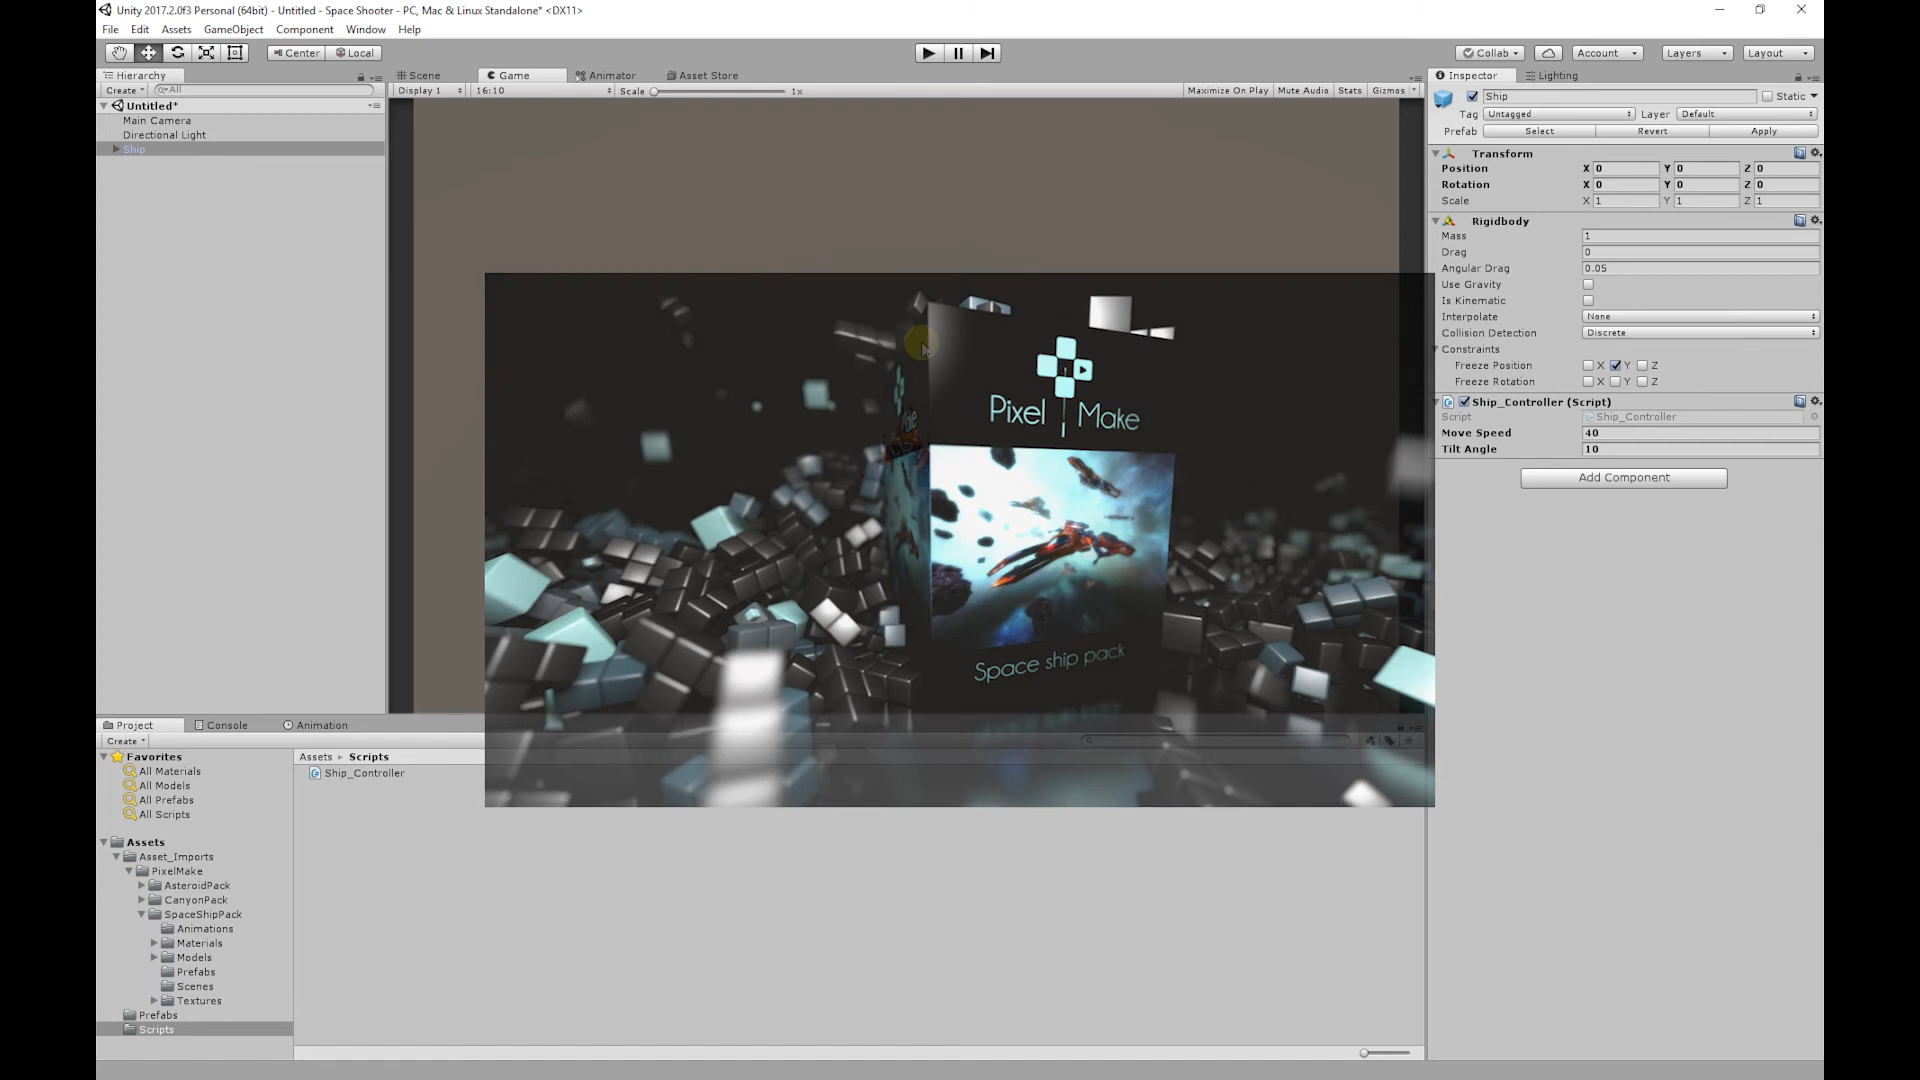 Unity 2017.2.0f3 Personal (64bit) - Untitled - Space Shooter - PC, Mac & Linux Standalone* <DX11>
File Edit Assets GameObject Component Window Help
Center Local Collab Account Layers Layout
Hierarchy
Create All
Untitled*
Main Camera
Directional Light
Ship
Scene Game Animator Asset Store
Display 1 16:10 Scale 1x Maximize On Play Mute Audio Stats Gizmos
Pixel Make
Space ship pack
Inspector Lighting
Ship Static
Tag Untagged Layer Default
Prefab Select Revert Apply
Transform
Position X 0 Y 0 Z 0
Rotation X 0 Y 0 Z 0
Scale X 1 Y 1 Z 1
Rigidbody
Mass 1
Drag 0
Angular Drag 0.05
Use Gravity
Is Kinematic
Interpolate None
Collision Detection Discrete
Constraints
Freeze Position X Y Z
Freeze Rotation X Y Z
Ship_Controller (Script)
Script Ship_Controller
Move Speed 40
Tilt Angle 10
Add Component
Project Console Animation
Create
Favorites
All Materials
All Models
All Prefabs
All Scripts
Assets
Asset_Imports
PixelMake
AsteroidPack
CanyonPack
SpaceShipPack
Animations
Materials
Models
Prefabs
Scenes
Textures
Prefabs
Scripts
Assets Scripts
Ship_Controller